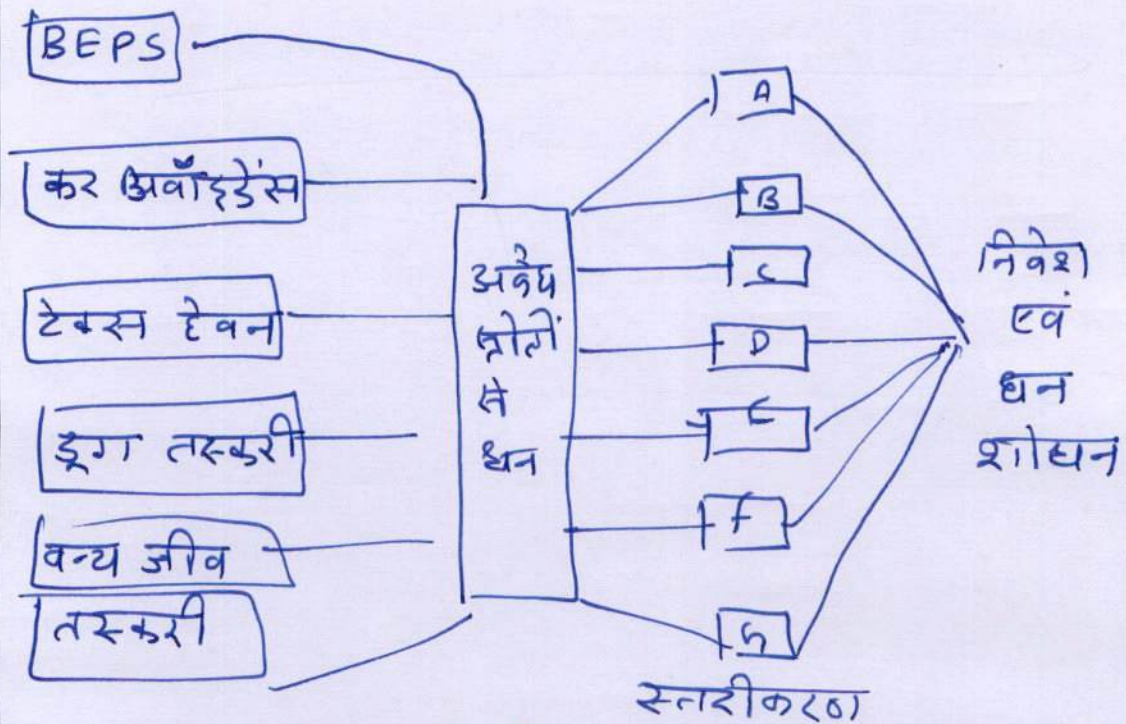 BEPS
कर अवॉइडेंस
टेक्स हेवन
ड्रग तस्करी
वन्य जीव
तस्करी
अवैध
स्रोतों
से
धन
A
B
C
D
E
F
G
स्तरीकरण
निवेश
एवं
धन
शोधन